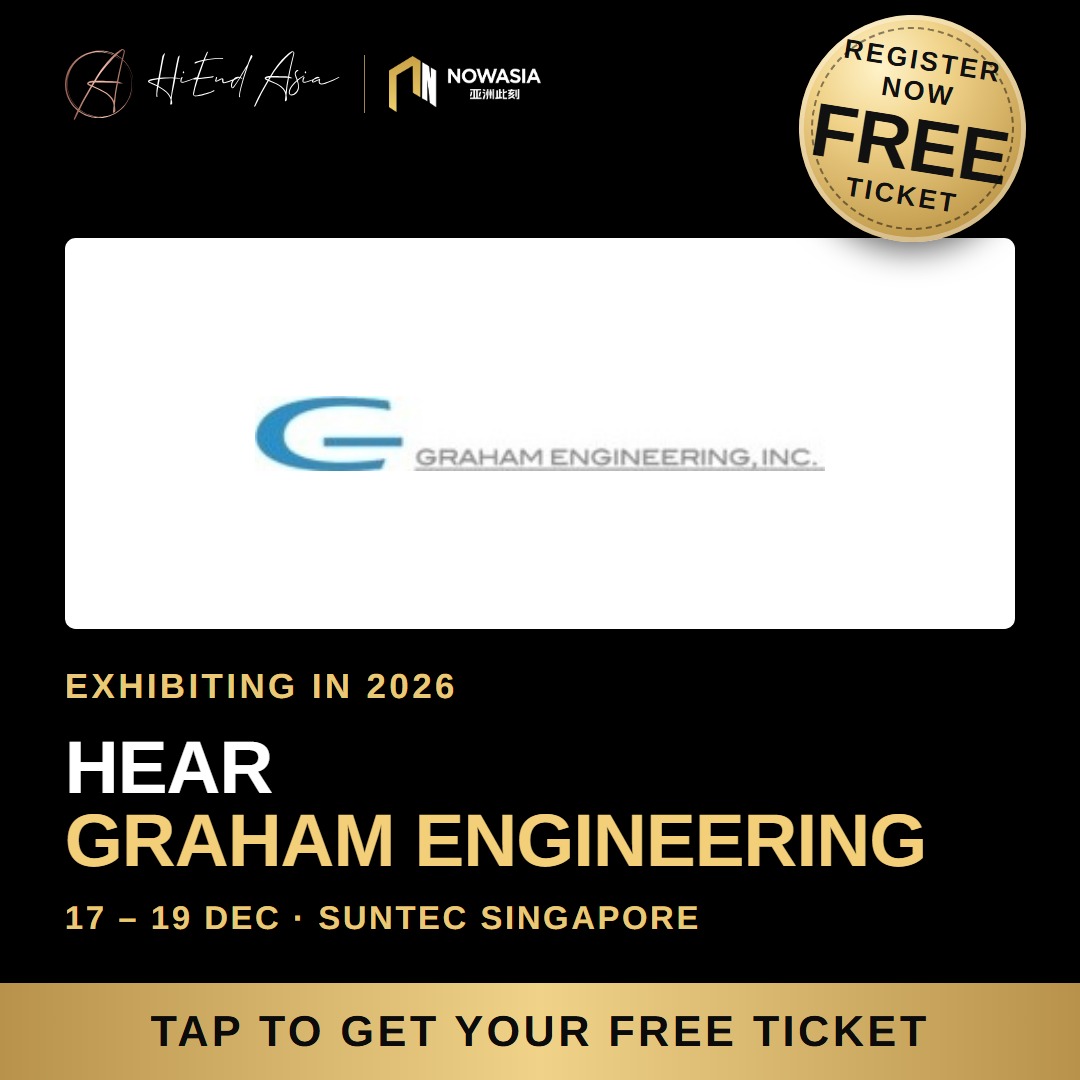 HiEnd Asia
NOWASIA
亚洲此刻
REGISTER
NOW
FREE
TICKET
GRAHAM ENGINEERING, INC.
EXHIBITING IN 2026
HEAR
GRAHAM ENGINEERING
17 – 19 DEC · SUNTEC SINGAPORE
TAP TO GET YOUR FREE TICKET